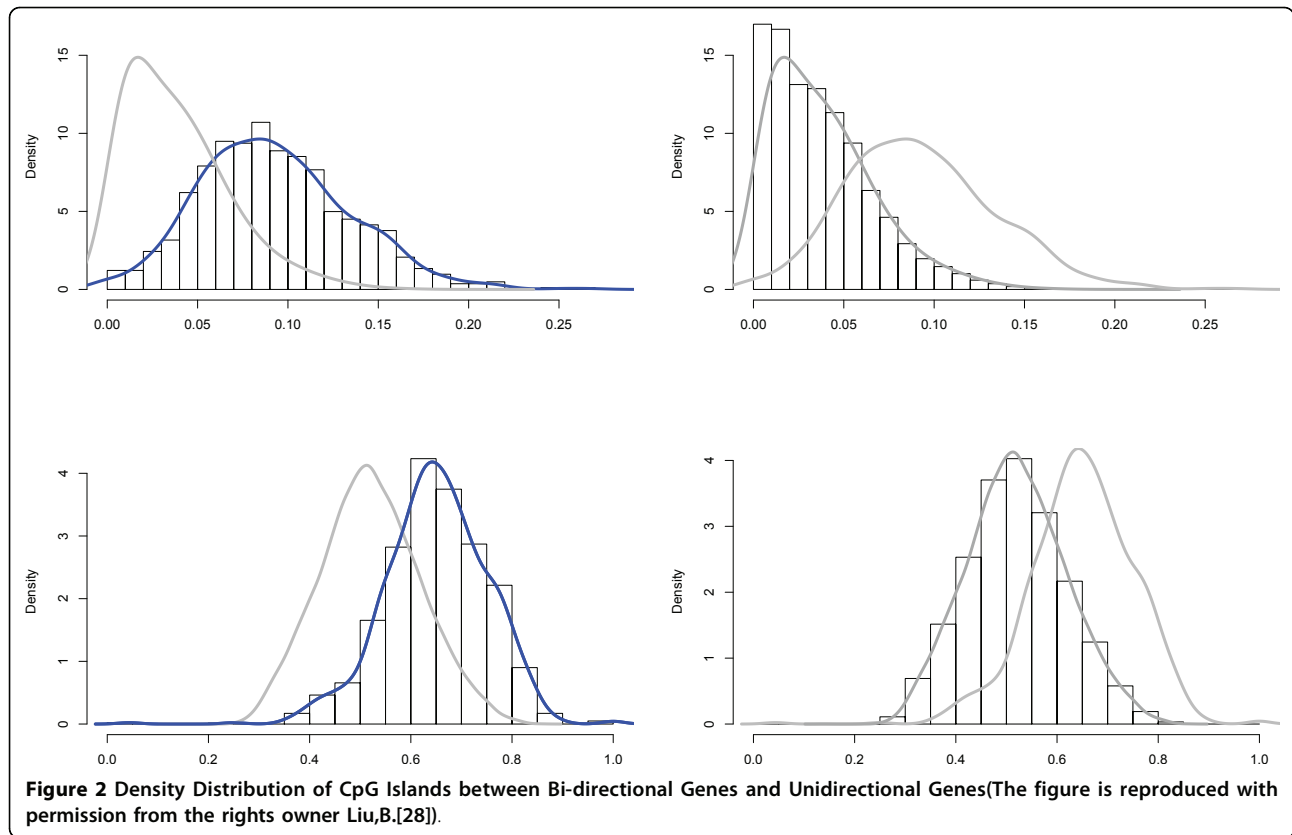 15
10
5
0
Density
0.00 0.05 0.10 0.15 0.20 0.25
15
10
5
0
Density
0.00 0.05 0.10 0.15 0.20 0.25
4
3
2
1
0
Density
0.0 0.2 0.4 0.6 0.8 1.0
4
3
2
1
0
Density
0.0 0.2 0.4 0.6 0.8 1.0
Figure 2 Density Distribution of CpG Islands between Bi-directional Genes and Unidirectional Genes(The figure is reproduced with
permission from the rights owner Liu,B.[28]).